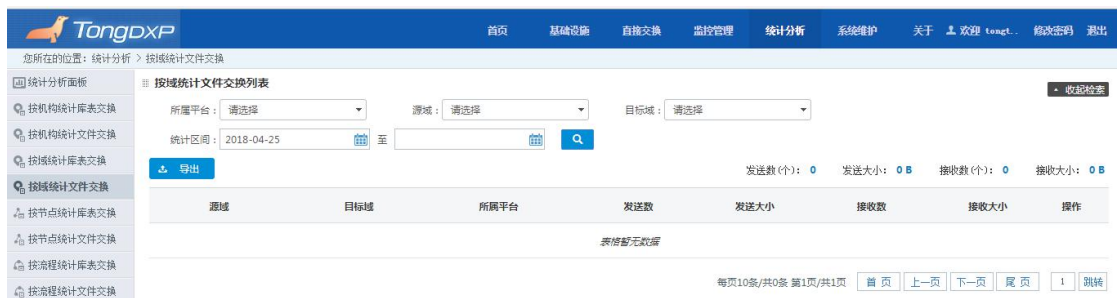 TongDXP 首页 基础设施 直接交换 监控管理 统计分析 系统维护 关于 欢迎 tongt.. 修改密码 退出
您所在的位置：统计分析 > 按域统计文件交换
统计分析面板
按机构统计库表交换
按机构统计文件交换
按域统计库表交换
按域统计文件交换
按节点统计库表交换
按节点统计文件交换
按流程统计库表交换
按流程统计文件交换
按域统计文件交换列表 收起检索
所属平台： 请选择 源域： 请选择 目标域： 请选择
统计区间： 2018-04-25 至
导出 发送数(个)： 0 发送大小： 0 B 接收数(个)： 0 接收大小： 0 B
源域 目标域 所属平台 发送数 发送大小 接收数 接收大小 操作
表格暂无数据
每页10条/共0条 第1页/共1页 首 页 上一页 下一页 尾 页 1 跳转